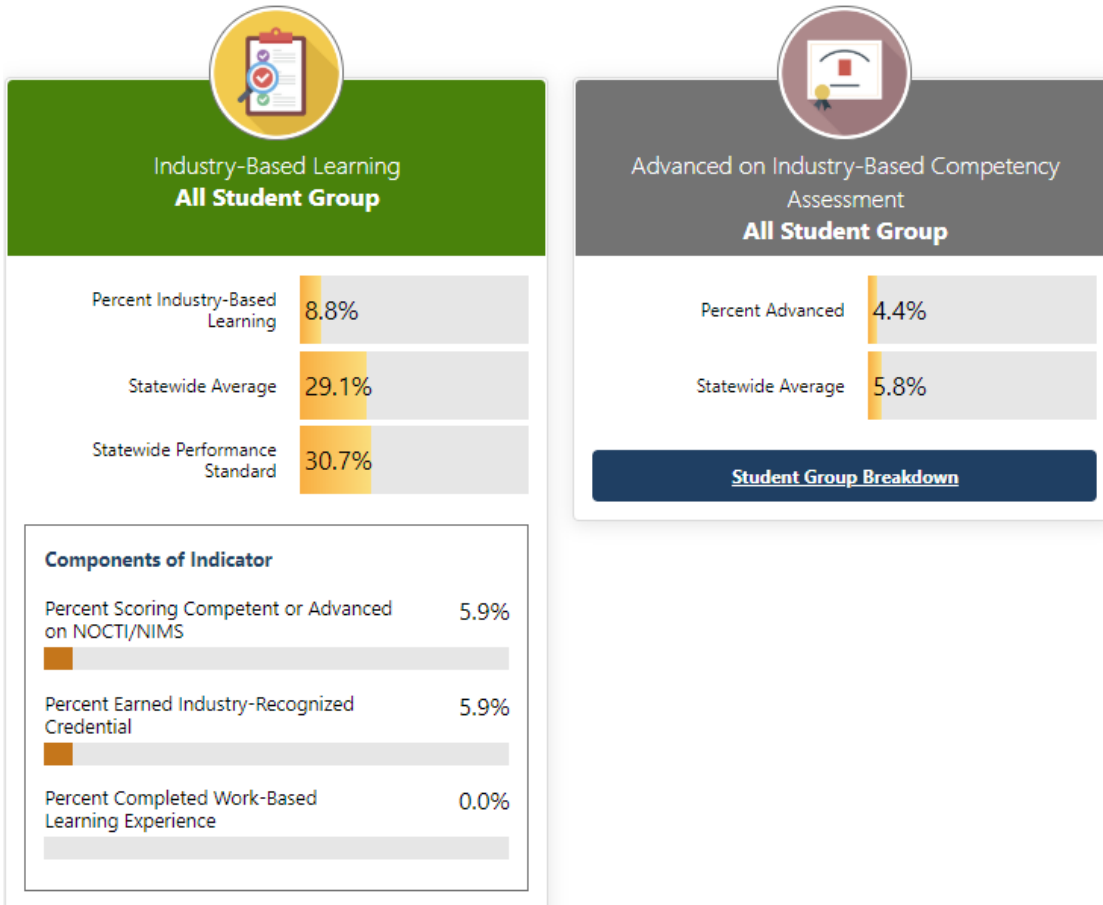 Industry-Based Learning
All Student Group
Percent Industry-Based
Learning
8.8%
Statewide Average
29.1%
Statewide Performance
Standard
30.7%
Components of Indicator
Percent Scoring Competent or Advanced
on NOCTI/NIMS
5.9%
Percent Earned Industry-Recognized
Credential
5.9%
Percent Completed Work-Based
Learning Experience
0.0%
Advanced on Industry-Based Competency
Assessment
All Student Group
Percent Advanced
4.4%
Statewide Average
5.8%
Student Group Breakdown